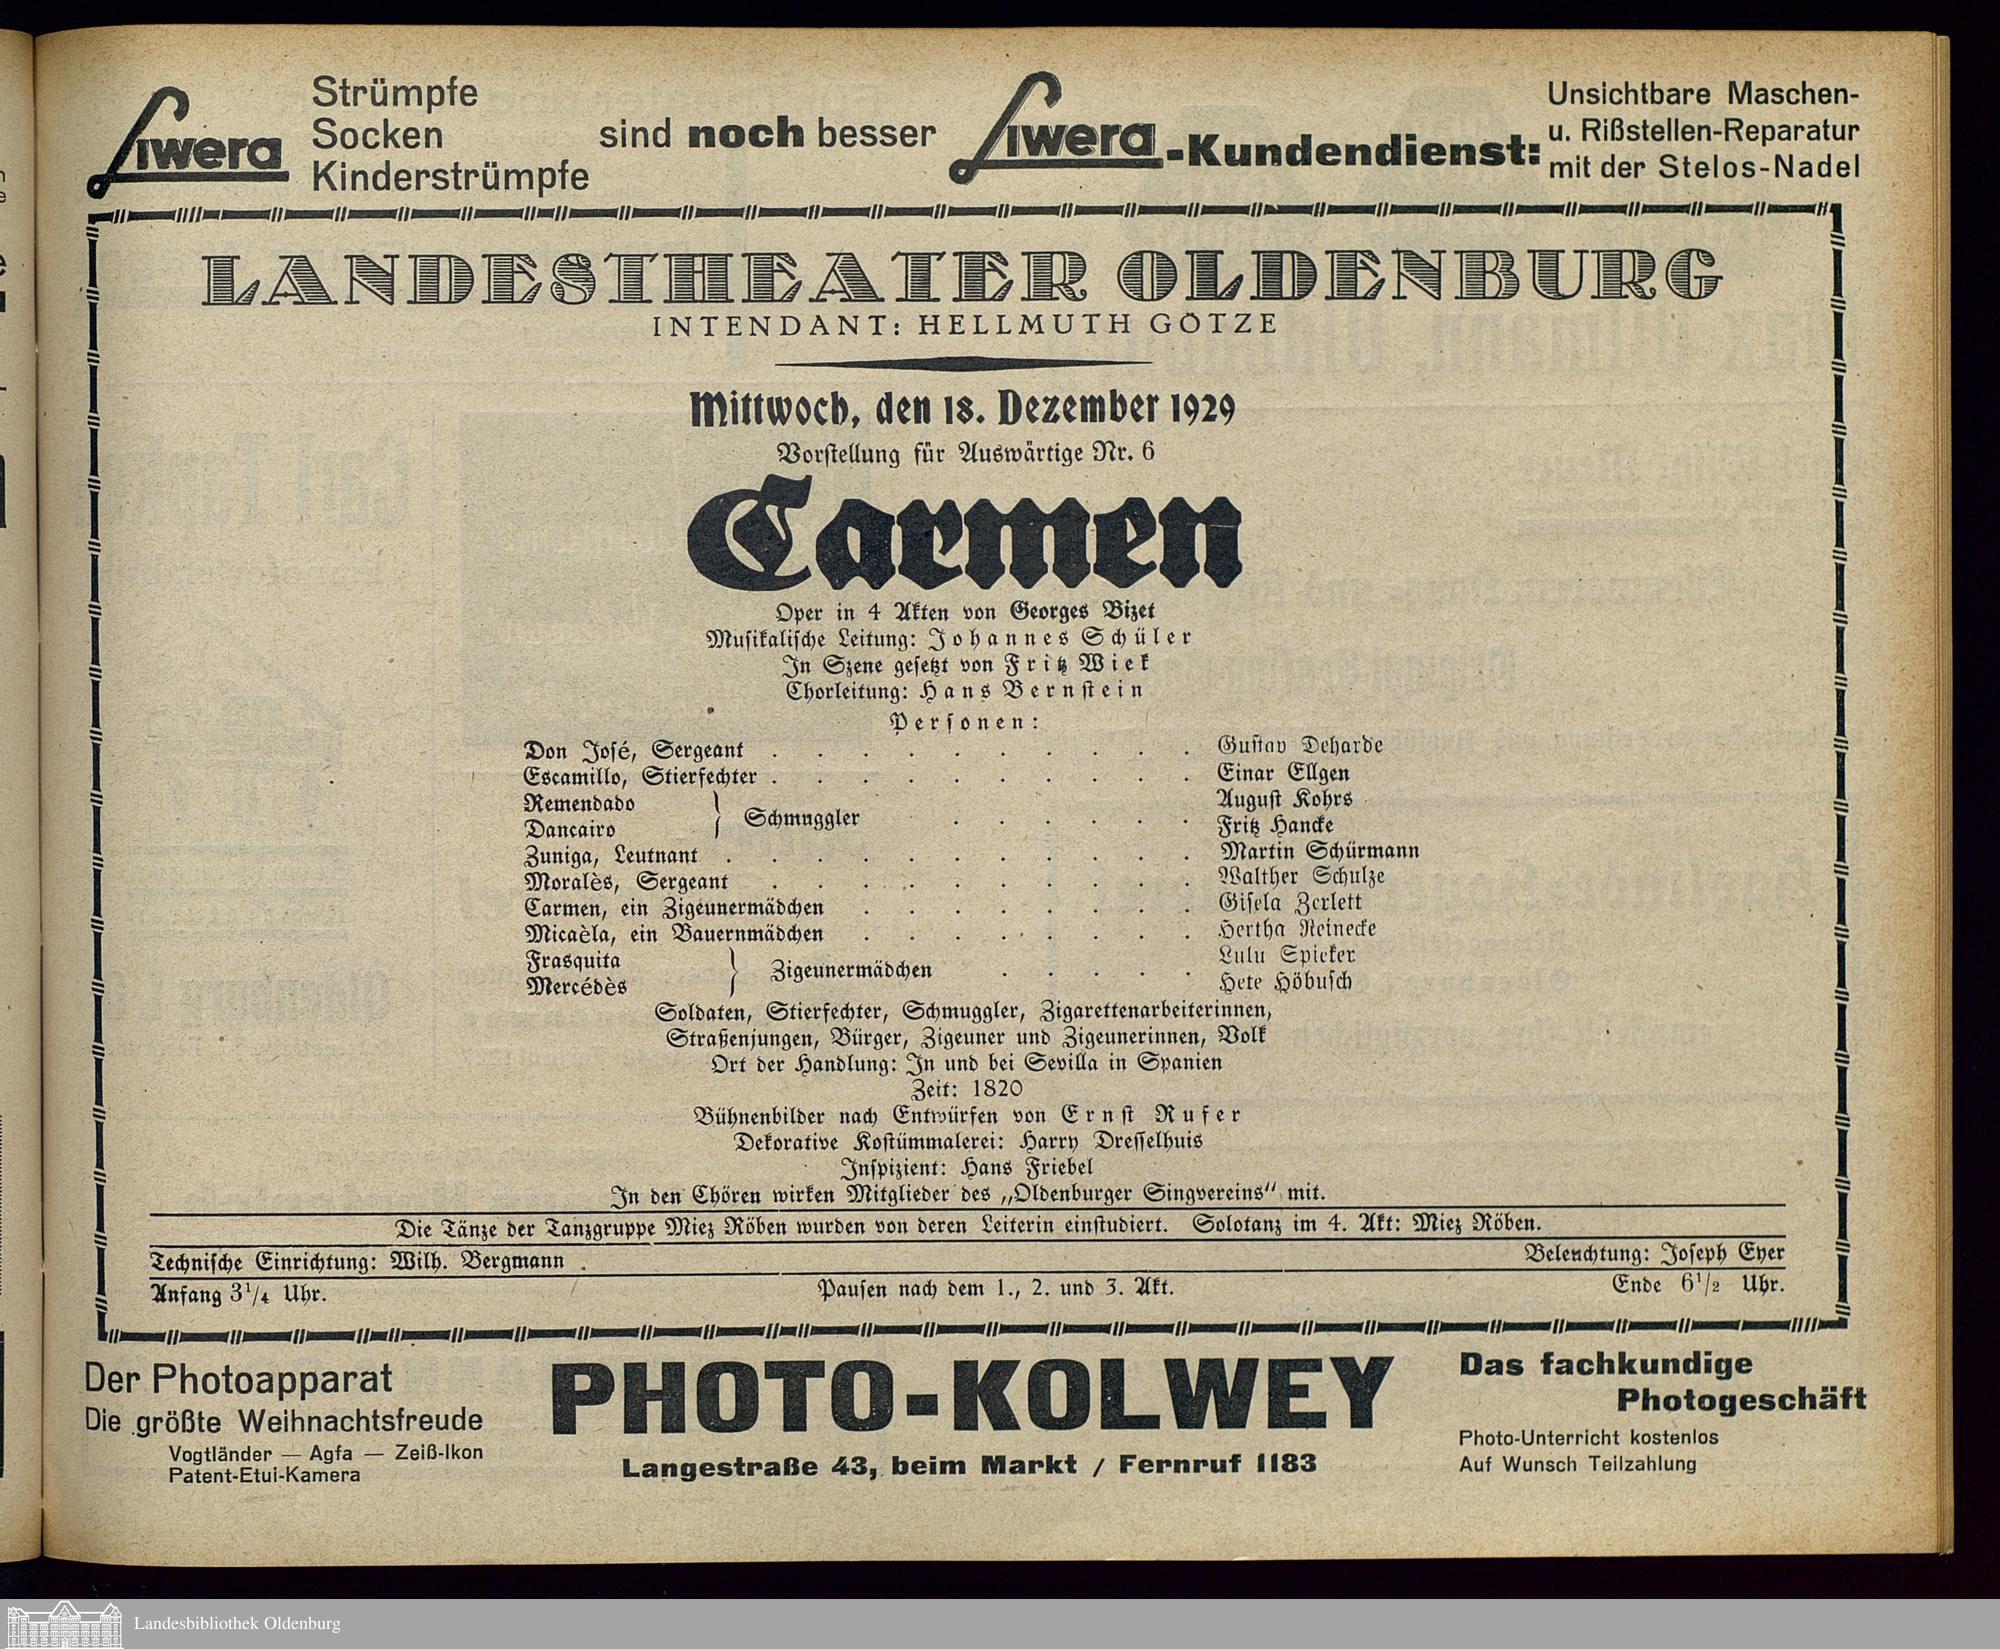 Liwera
Strümpfe
Socken
Kinderstrümpfe
sind noch besser
Liwera-Kundendienst:
Unsichtbare Maschen-
u. Rißstellen-Reparatur
mit der Stelos-Nadel
LANDESTHEATER OLDENBURG
INTENDANT: HELLMUTH GÖTZE
Mittwoch, den 18. Dezember 1929
Vorstellung für Auswärtige Nr. 6
Carmen
Oper in 4 Akten von Georges Bizet
Musikalische Leitung: Johannes Schüler
In Szene gesetzt von Fritz Wiek
Chorleitung: Hans Bernstein
Personen:
Don José, Sergeant . . . . . . . . . . Gustav Deharde
Escamillo, Stierfechter . . . . . . . . . . Einar Ellgen
Remendado } Schmuggler . . . . . . August Kohrs
Dancairo } Fritz Hancke
Zuniga, Leutnant . . . . . . . . . . . Martin Schürmann
Moralès, Sergeant . . . . . . . . . . Walther Schulze
Carmen, ein Zigeunermädchen . . . . . . . . Gisela Zerlett
Micaèla, ein Bauernmädchen . . . . . . . . Hertha Reinecke
Frasquita } Zigeunermädchen . . . . . Lulu Spieker
Mercédès } Hete Höbusch
Soldaten, Stierfechter, Schmuggler, Zigarettenarbeiterinnen,
Straßenjungen, Bürger, Zigeuner und Zigeunerinnen, Volk
Ort der Handlung: In und bei Sevilla in Spanien
Zeit: 1820
Bühnenbilder nach Entwürfen von Ernst Rufer
Dekorative Kostümmalerei: Harry Dresselhuis
Inspizient: Hans Friebel
In den Chören wirken Mitglieder des „Oldenburger Singvereins“ mit.
Die Tänze der Tanzgruppe Miez Röben wurden von deren Leiterin einstudiert. Solotanz im 4. Akt: Miez Röben.
Technische Einrichtung: Wilh. Bergmann . Beleuchtung: Joseph Eyer
Anfang 3¹/₄ Uhr. Pausen nach dem 1., 2. und 3. Akt. Ende 6¹/₂ Uhr.
Der Photoapparat
Die größte Weihnachtsfreude
Vogtländer — Agfa — Zeiß-Ikon
Patent-Etui-Kamera
PHOTO-KOLWEY
Langestraße 43, beim Markt / Fernruf 1183
Das fachkundige
Photogeschäft
Photo-Unterricht kostenlos
Auf Wunsch Teilzahlung
Landesbibliothek Oldenburg